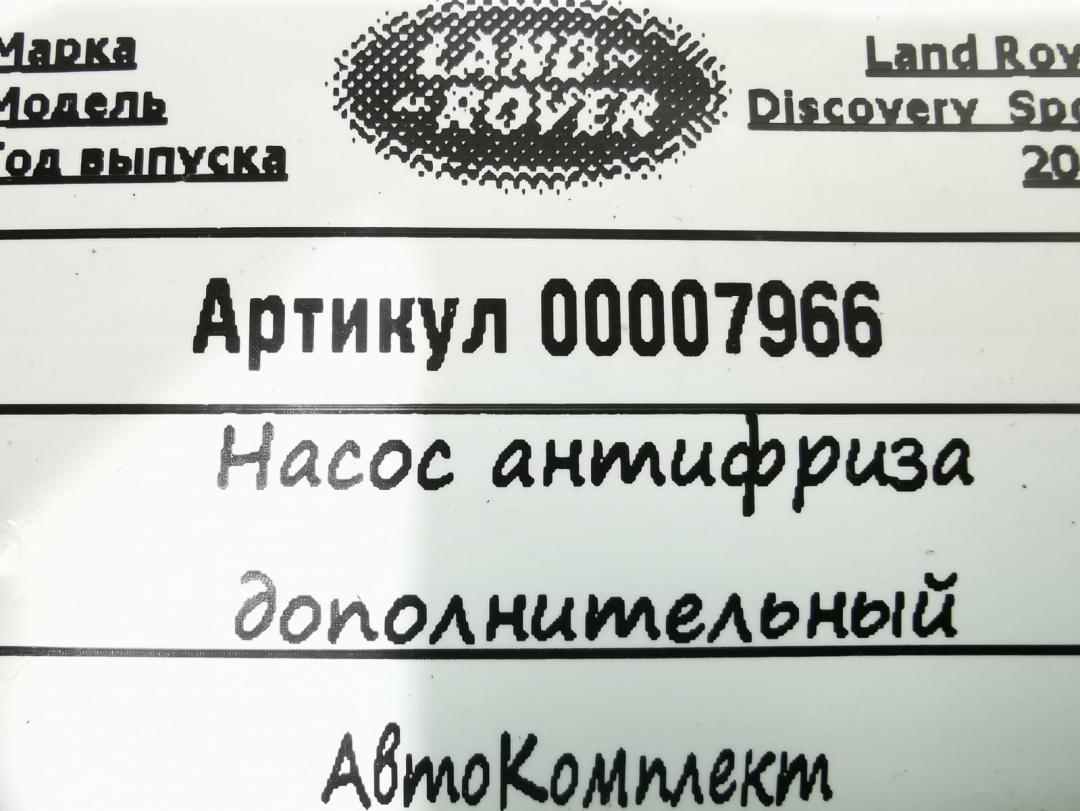 Марка
LAND-
Land Rov
Модель
-ROVER
Discovery Spo
Год выпуска
20
Артикул 00007966
Насос антифриза
дополнительный
АвтоКомплект